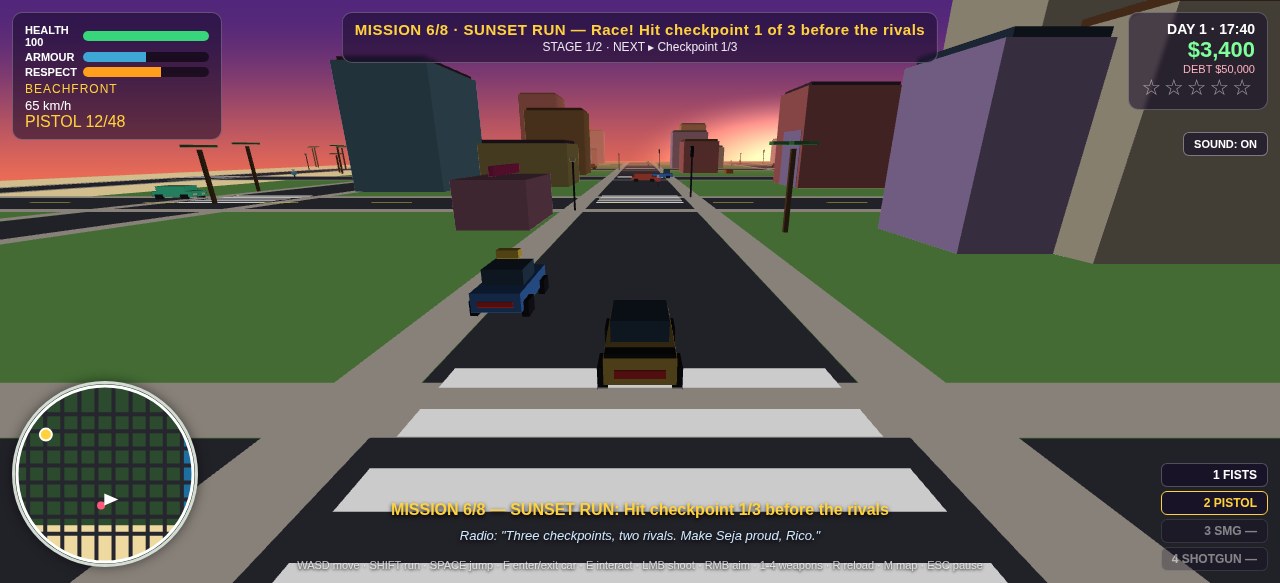 HEALTH
100
ARMOUR
RESPECT
BEACHFRONT
65 km/h
PISTOL 12/48
MISSION 6/8 · SUNSET RUN — Race! Hit checkpoint 1 of 3 before the rivals
STAGE 1/2 · NEXT ▸ Checkpoint 1/3
DAY 1 · 17:40
$3,400
DEBT $50,000
☆☆☆☆☆
SOUND: ON
1 FISTS
2 PISTOL
3 SMG —
4 SHOTGUN —
MISSION 6/8 — SUNSET RUN. Hit checkpoint 1/3 before the rivals
Radio: "Three checkpoints, two rivals. Make Seja proud, Rico."
WASD move · SHIFT run · SPACE jump · F enter/exit car · E interact · LMB shoot · RMB aim · 1-4 weapons · R reload · M map · ESC pause